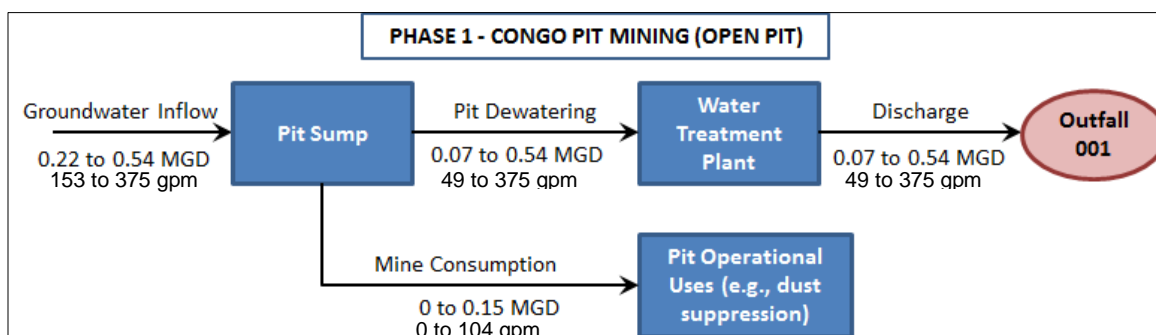 PHASE 1 - CONGO PIT MINING (OPEN PIT)
Groundwater Inflow
0.22 to 0.54 MGD
153 to 375 gpm
Pit Sump
Pit Dewatering
0.07 to 0.54 MGD
49 to 375 gpm
Water
Treatment
Plant
Discharge
0.07 to 0.54 MGD
49 to 375 gpm
Outfall
001
Mine Consumption
0 to 0.15 MGD
0 to 104 gpm
Pit Operational
Uses (e.g., dust
suppression)